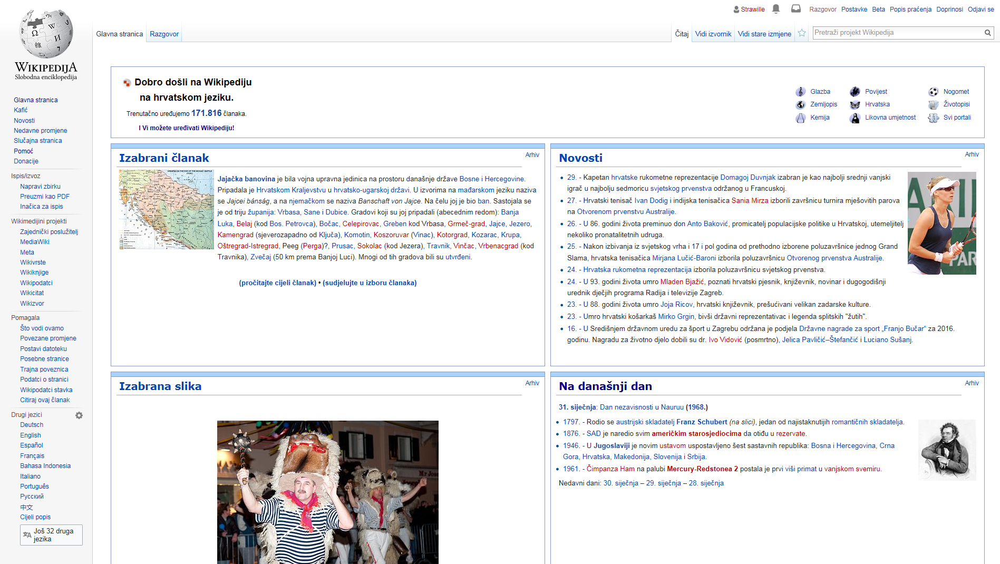 Strawille Razgovor Postavke Beta Popis praćenja Doprinosi Odjavi se
Glavna stranica Razgovor Čitaj Vidi izvornik Vidi stare izmjene Pretraži projekt Wikipedija
WIKIPEDIJA
Slobodna enciklopedija
Glavna stranica
Kafić
Novosti
Nedavne promjene
Slučajna stranica
Pomoć
Donacije
Ispis/izvoz
Napravi zbirku
Preuzmi kao PDF
Inačica za ispis
Wikimedijini projekti
Zajednički poslužitelj
MediaWiki
Meta
Wikivrste
Wikiknjige
Wikipodatci
Wikicitat
Wikizvor
Pomagala
Što vodi ovamo
Povezane promjene
Postavi datoteku
Posebne stranice
Trajna poveznica
Podatci o stranici
Wikipodatci stavka
Citiraj ovaj članak
Drugi jezici
Deutsch
English
Español
Français
Bahasa Indonesia
Italiano
Português
Русский
中文
Cijeli popis
Još 32 druga
jezika
Dobro došli na Wikipediju
na hrvatskom jeziku.
Trenutačno uređujemo 171.816 članaka.
I Vi možete uređivati Wikipediju!
Glazba Povijest Nogomet
Zemljopis Hrvatska Životopisi
Kemija Likovna umjetnost Svi portali
Izabrani članak Arhiv
Jajačka banovina je bila vojna upravna jedinica na prostoru današnje države Bosne i Hercegovine.
Pripadala je Hrvatskom Kraljevstvu u hrvatsko-ugarskoj državi. U izvorima na mađarskom jeziku naziva
se Jajcei bánság, a na njemačkom se naziva Banschaft von Jajce. Na čelu joj je bio ban. Sastojala se
je od triju županija: Vrbasa, Sane i Dubice. Gradovi koji su joj pripadali (abecednim redom): Banja
Luka, Belaj (kod Bos. Petrovca), Bočac, Celepirovac, Greben kod Vrbasa, Grmeč-grad, Jajce, Jezero,
Kamengrad (sjeverozapadno od Ključa), Komotin, Koszoruvar (Vinac), Kotorgrad, Kozarac, Krupa,
Oštregrad-Istregrad, Peeg (Perga)?, Prusac, Sokolac (kod Jezera), Travnik, Vinčac, Vrbenacgrad (kod
Travnika), Zvečaj (50 km prema Banjoj Luci). Mnogi od tih gradova bili su utvrđeni.
(pročitajte cijeli članak) • (sudjelujte u izboru članaka)
Novosti Arhiv
29. - Kapetan hrvatske rukometne reprezentacije Domagoj Duvnjak izabran je kao najbolji srednji vanjski
igrač u najbolju sedmoricu svjetskog prvenstva održanog u Francuskoj.
27. - Hrvatski tenisač Ivan Dodig i indijska tenisačica Sania Mirza izborili završnicu turnira mješovitih parova
na Otvorenom prvenstvu Australije.
26. - U 86. godini života preminuo don Anto Baković, promicatelj populacijske politike u Hrvatskoj, utemeljitelj
nekoliko pronatalitetnih udruga.
25. - Nakon izbivanja iz svjetskog vrha i 17 i pol godina od prethodno izborene poluzavršnice jednog Grand
Slama, hrvatska tenisačica Mirjana Lučić-Baroni izborila poluzavršnicu Otvorenog prvenstva Australije.
24. - Hrvatska rukometna reprezentacija izborila poluzavršnicu svjetskog prvenstva.
24. - U 93. godini života umro Mladen Bjažić, poznati hrvatski pjesnik, književnik, novinar i dugogodišnji
urednik dječjih programa Radija i televizije Zagreb.
23. - U 88. godini života umro Joja Ricov, hrvatski književnik, prešućivani velikan zadarske kulture.
23. - Umro hrvatski košarkaš Mirko Grgin, bivši državni reprezentativac i legenda splitskih "žutih".
16. - U Središnjem državnom uredu za šport u Zagrebu održana je podjela Državne nagrade za sport „Franjo Bučar“ za 2016.
godinu. Nagradu za životno djelo dobili su dr. Ivo Vidović (posmrtno), Jelica Pavličić–Štefančić i Luciano Sušanj.
Izabrana slika Arhiv
Na današnji dan Arhiv
31. siječnja: Dan nezavisnosti u Nauruu (1968.)
1797. - Rodio se austrijski skladatelj Franz Schubert (na slici), jedan od najistaknutijih romantičnih skladatelja.
1876. - SAD je naredio svim američkim starosjediocima da otiđu u rezervate.
1946. - U Jugoslaviji je novim ustavom uspostavljeno šest sastavnih republika: Bosna i Hercegovina, Crna
Gora, Hrvatska, Makedonija, Slovenija i Srbija.
1961. - Čimpanza Ham na palubi Mercury-Redstonea 2 postala je prvi viši primat u vanjskom svemiru.
Nedavni dani: 30. siječnja – 29. siječnja – 28. siječnja